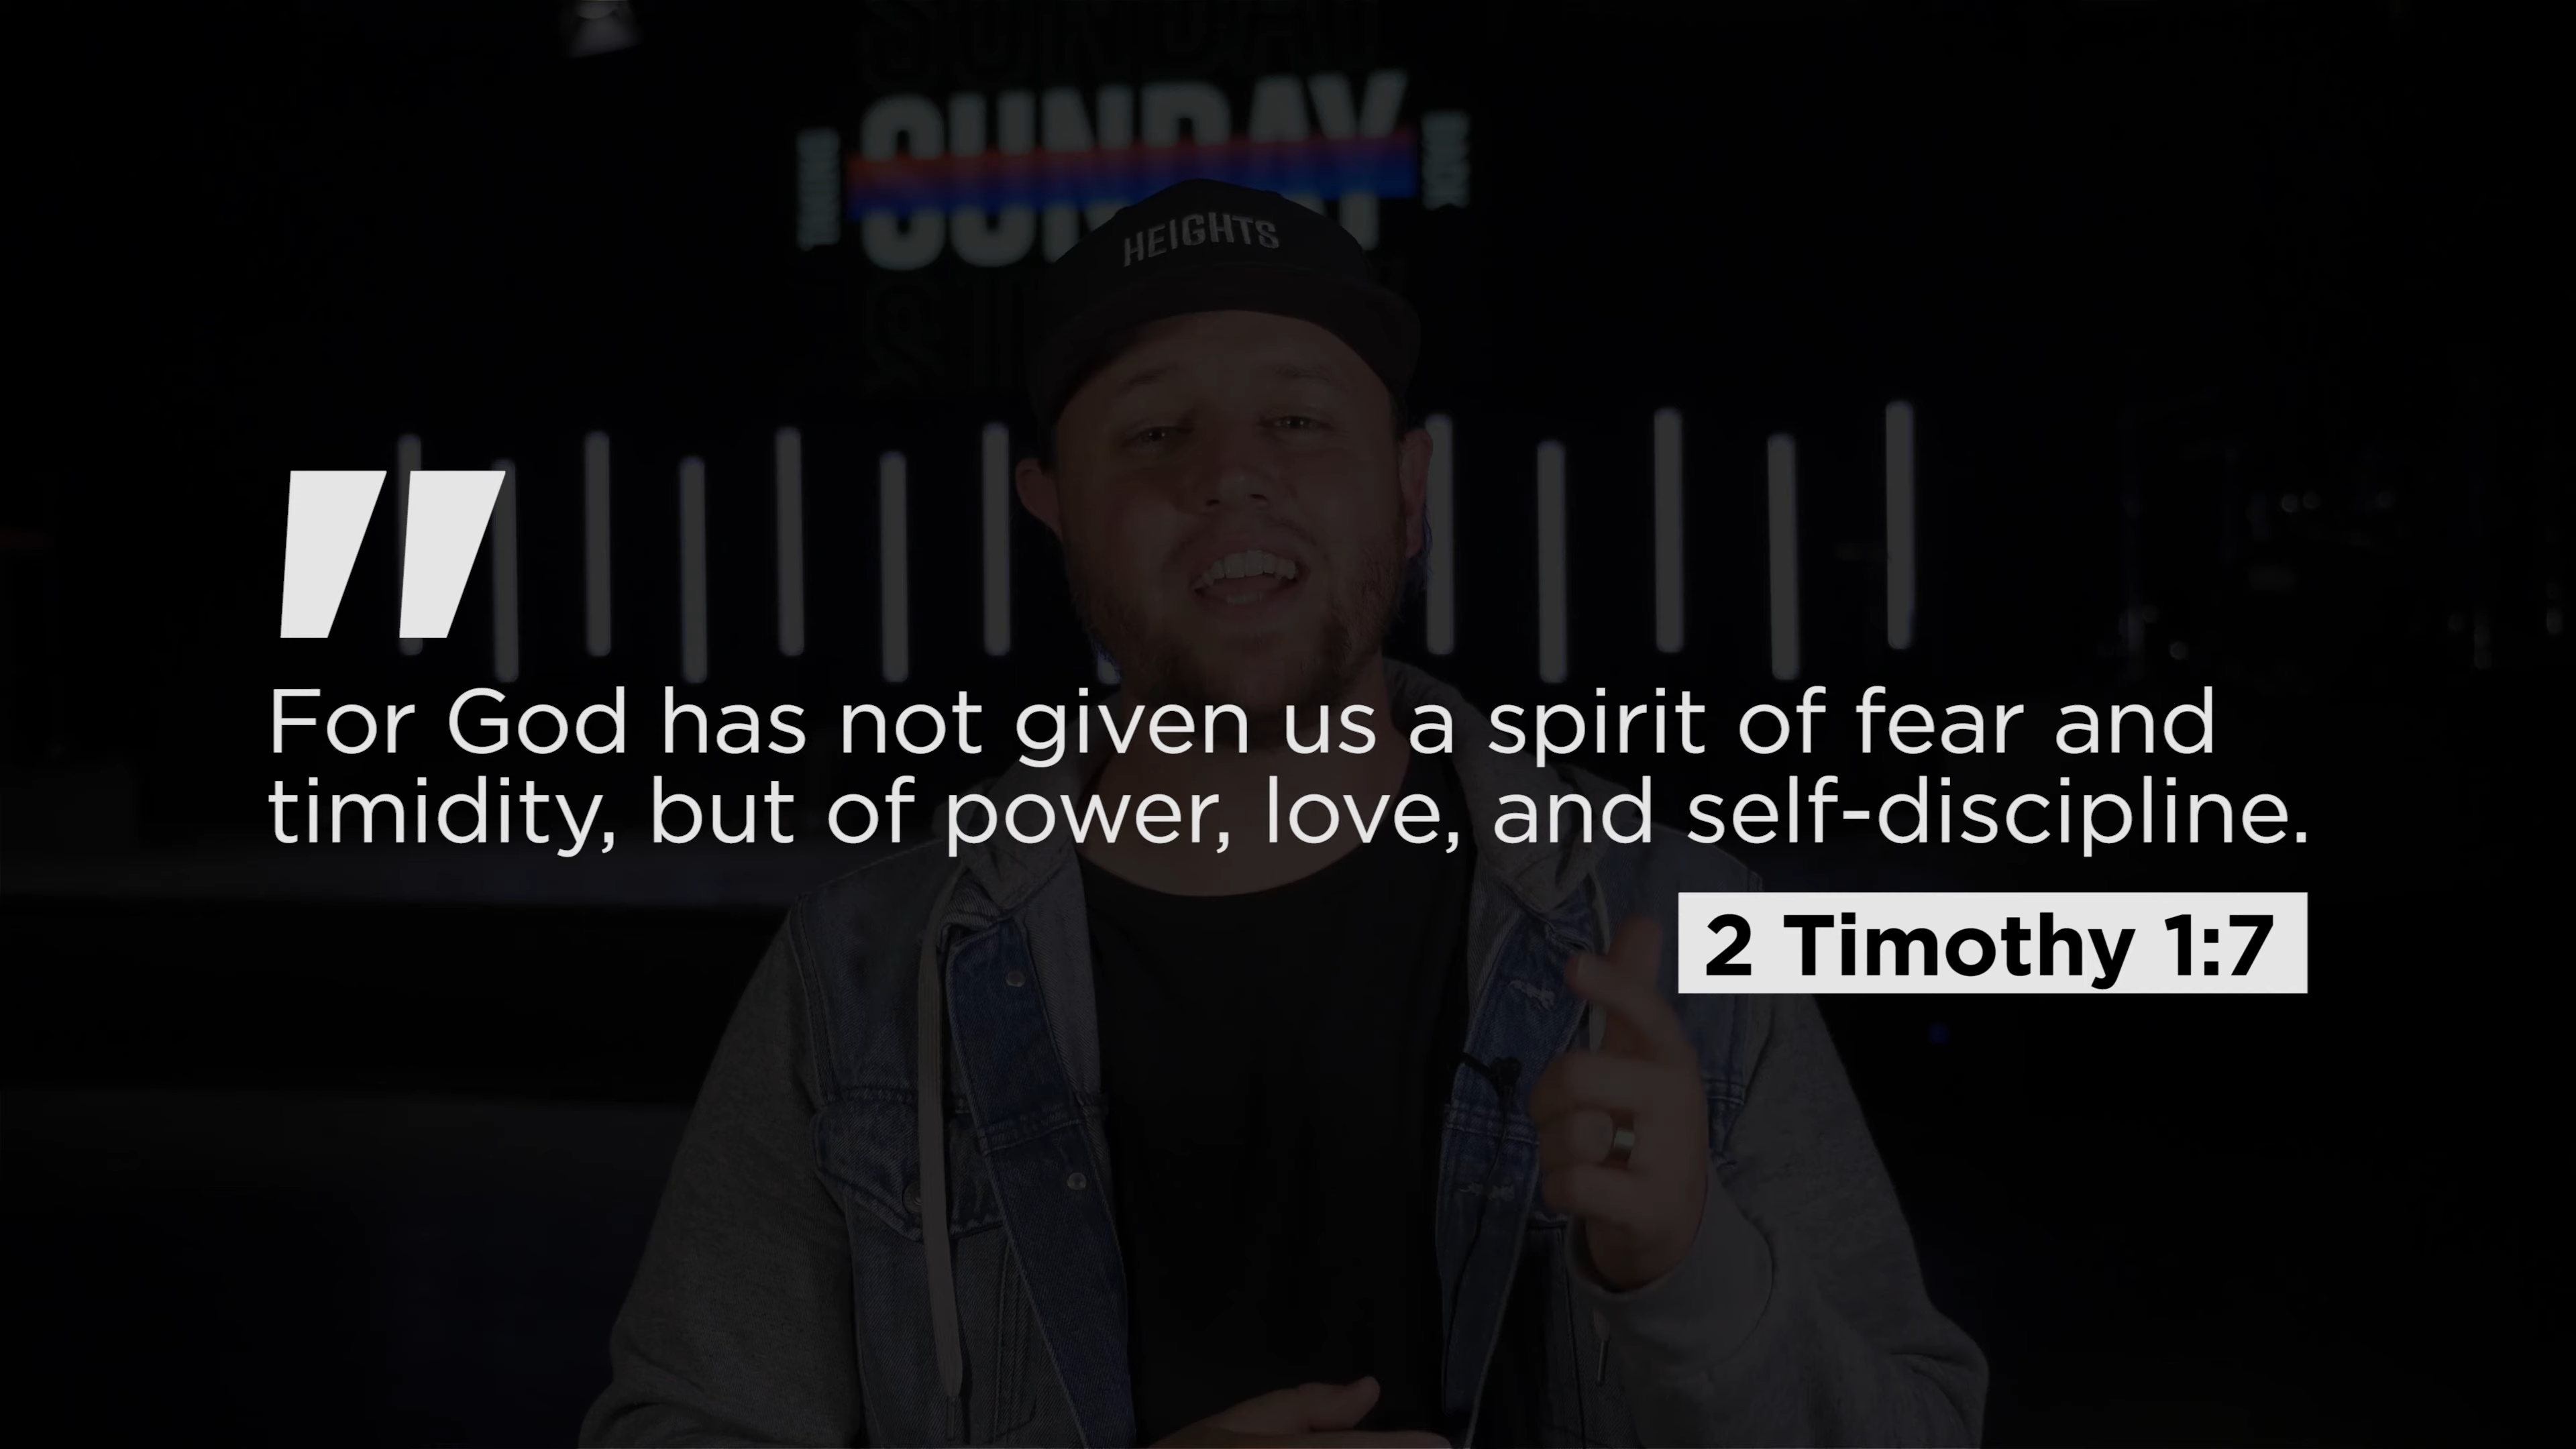 SUNDAY
HEIGHTS
"
For God has not given us a spirit of fear and
timidity, but of power, love, and self-discipline.
2 Timothy 1:7